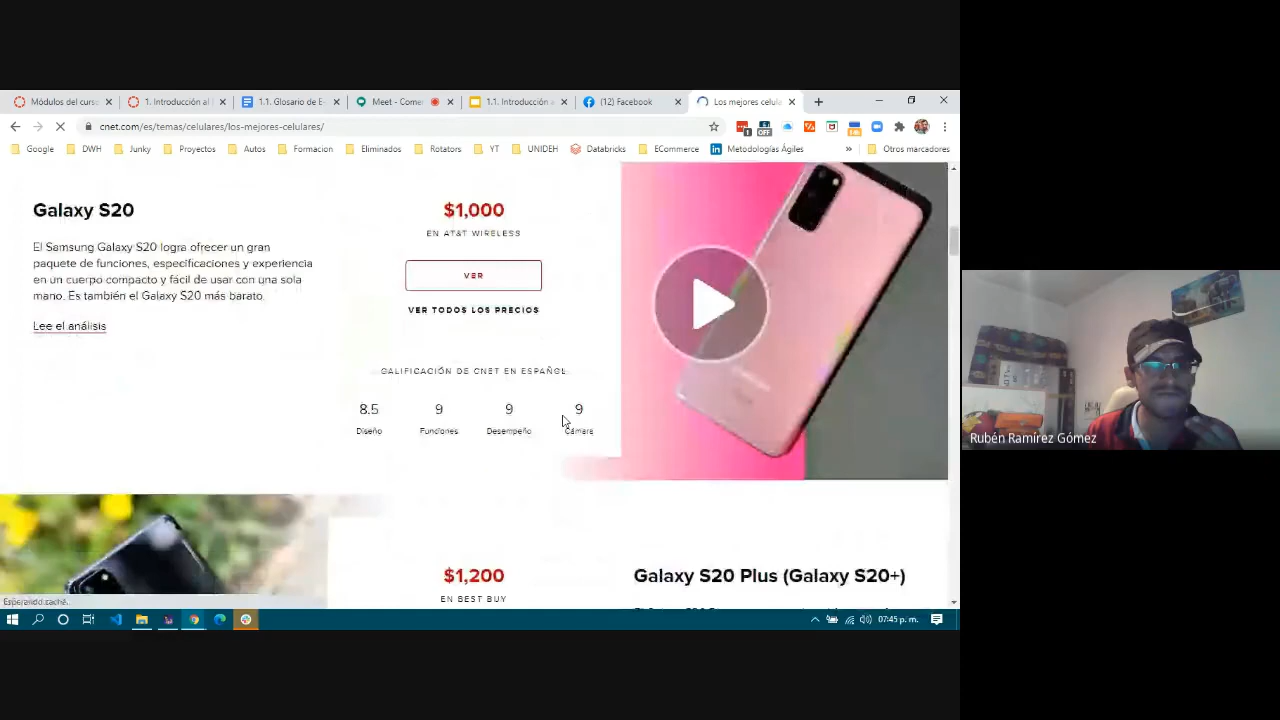 Módulos del curs
1. Introducción al
1.1. Glosario de E-
Meet - Come
1.1. Introducción a
(12) Facebook
Los mejores celula
cnet.com/es/temas/celulares/los-mejores-celulares/
OFF
Google
DWH
Junky
Proyectos
Autos
Formacion
Eliminados
Rotators
YT
UNIDEH
Databricks
ECommerce
Metodologías Ágiles
»
Otros marcadores
Galaxy S20
El Samsung Galaxy S20 logra ofrecer un gran
paquete de funciones, especificaciones y experiencia
en un cuerpo compacto y fácil de usar con una sola
mano. Es también el Galaxy S20 más barato.
Lee el análisis
$1,000
EN AT&T WIRELESS
VER
VER TODOS LOS PRECIOS
CALIFICACIÓN DE CNET EN ESPAÑOL
8.5 9 9 9
Diseño Funciones Desempeño Cámara
$1,200
EN BEST BUY
Galaxy S20 Plus (Galaxy S20+)
Esperando caché...
07:45 p. m.
Rubén Ramírez Gómez